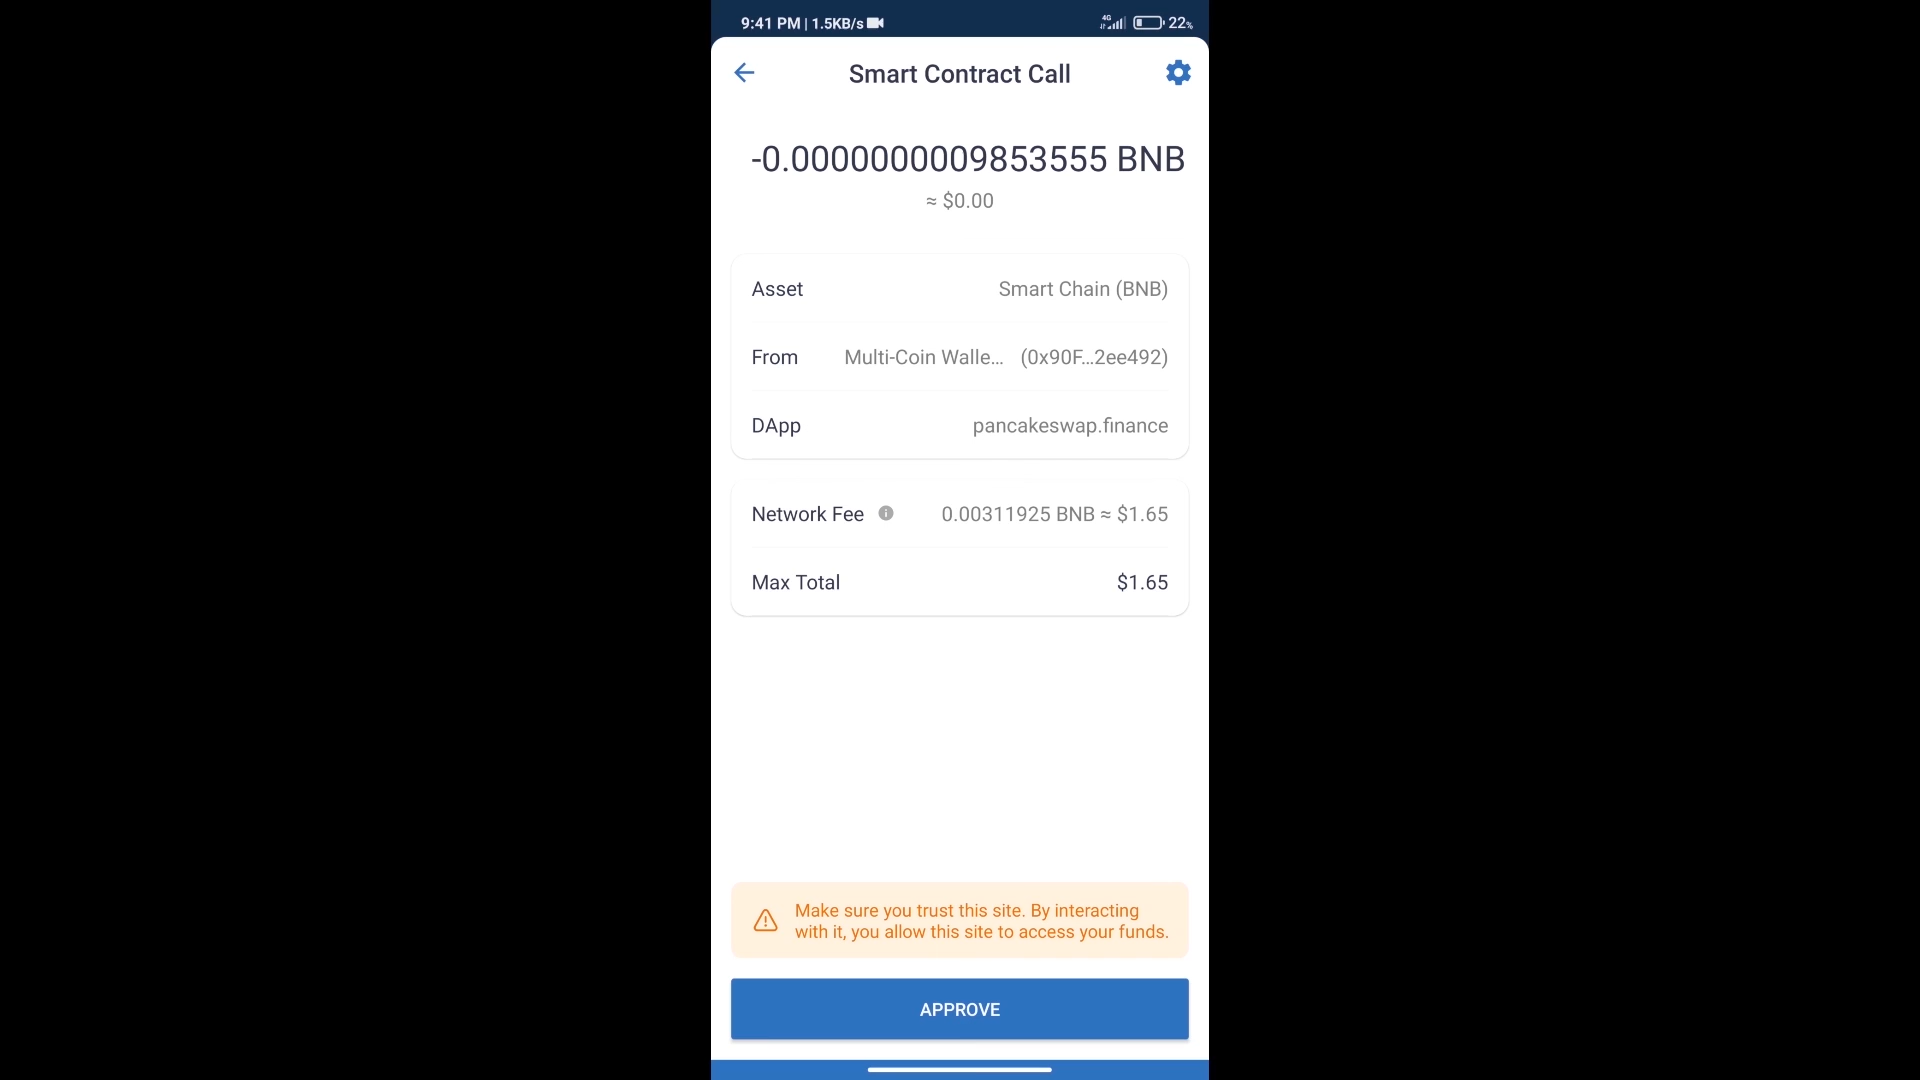 9:41 PM | 1.5KB/s 4G 22%
Smart Contract Call
-0.0000000009853555 BNB
≈ $0.00
Asset Smart Chain (BNB)
From Multi-Coin Walle... (0x90F...2ee492)
DApp pancakeswap.finance
Network Fee 0.00311925 BNB ≈ $1.65
Max Total $1.65
Make sure you trust this site. By interacting
with it, you allow this site to access your funds.
APPROVE